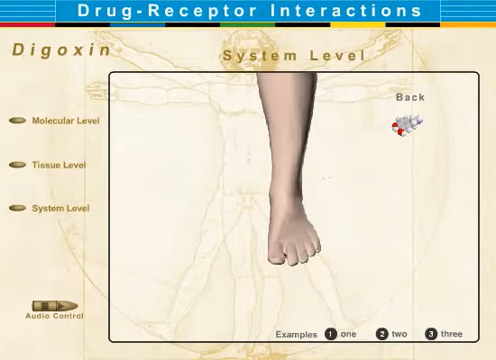 Drug-Receptor Interactions
Digoxin
System Level
Back
Molecular Level
Tissue Level
System Level
Audio Control
Examples 1 one 2 two 3 three